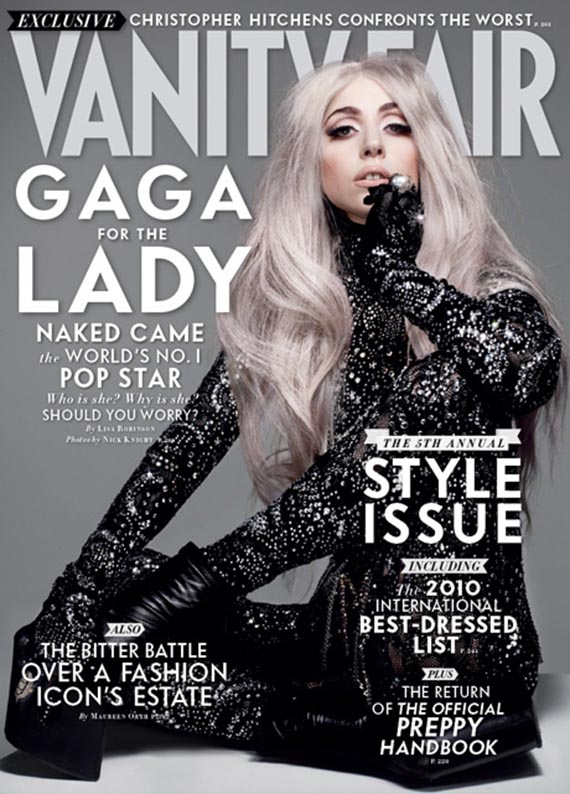 EXCLUSIVE CHRISTOPHER HITCHENS CONFRONTS THE WORST
VANITY FAIR
GAGA
FOR THE
LADY
NAKED CAME
the WORLD'S NO. 1
POP STAR
Who is she? Why is she?
SHOULD YOU WORRY?
By LISA ROBINSON
Photos by NICK KNIGHT
THE 5TH ANNUAL
STYLE
ISSUE
INCLUDING
The 2010
INTERNATIONAL
BEST-DRESSED
LIST
PLUS
THE RETURN
OF THE OFFICIAL
PREPPY
HANDBOOK
ALSO
THE BITTER BATTLE
OVER A FASHION
ICON'S ESTATE
By MAUREEN ORTH